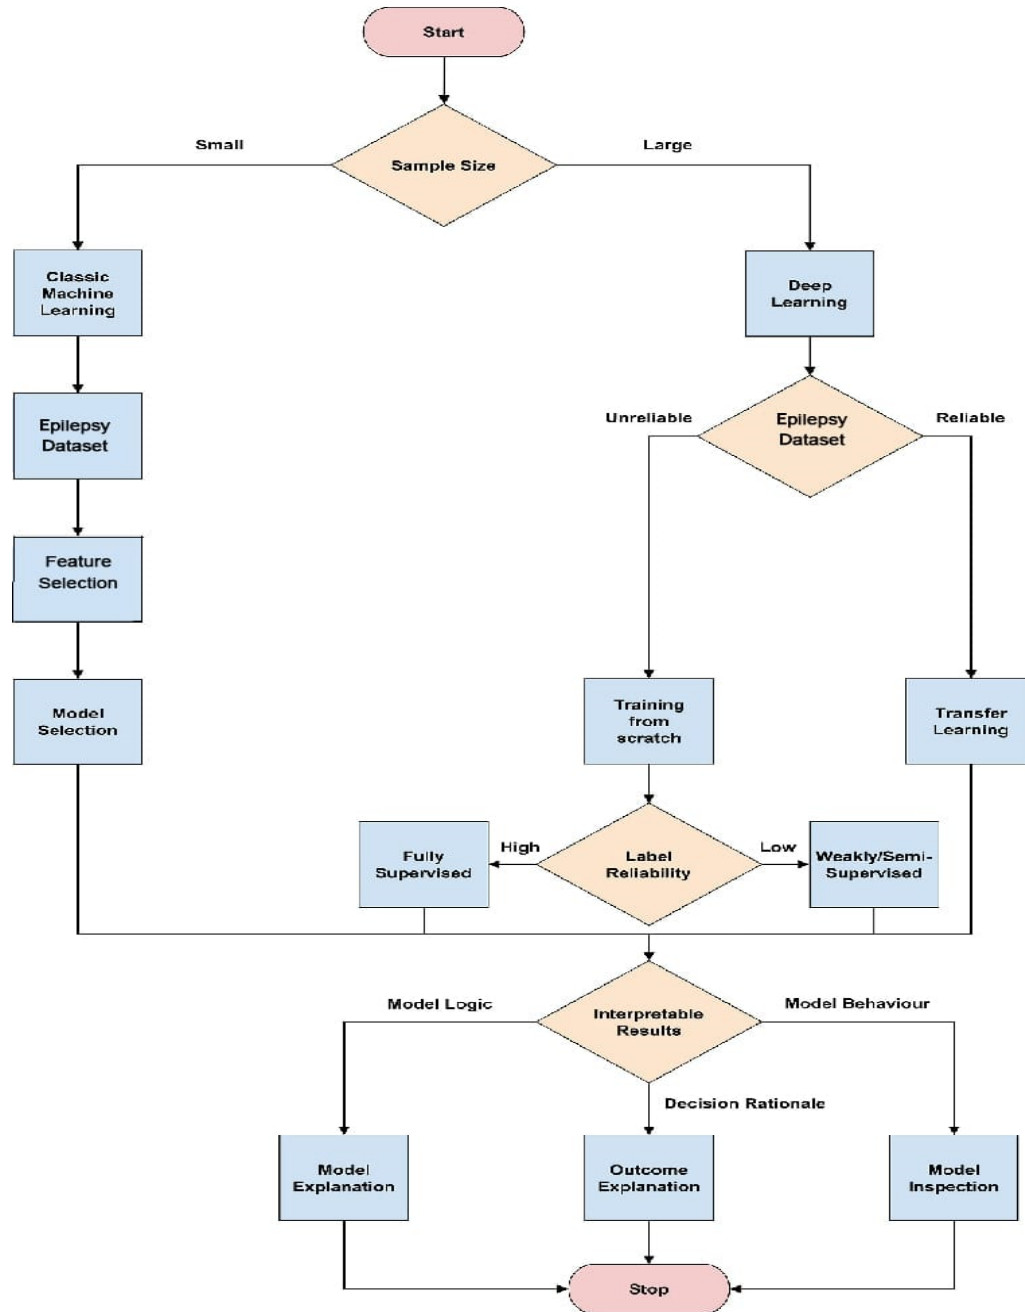 Start
Small
Sample Size
Large
Classic
Machine
Learning
Deep
Learning
Epilepsy
Dataset
Unreliable
Epilepsy
Dataset
Reliable
Feature
Selection
Model
Selection
Training
from
scratch
Transfer
Learning
Fully
Supervised
High
Label
Reliability
Low
Weakly/Semi-
Supervised
Model Logic
Interpretable
Results
Model Behaviour
Decision Rationale
Model
Explanation
Outcome
Explanation
Model
Inspection
Stop